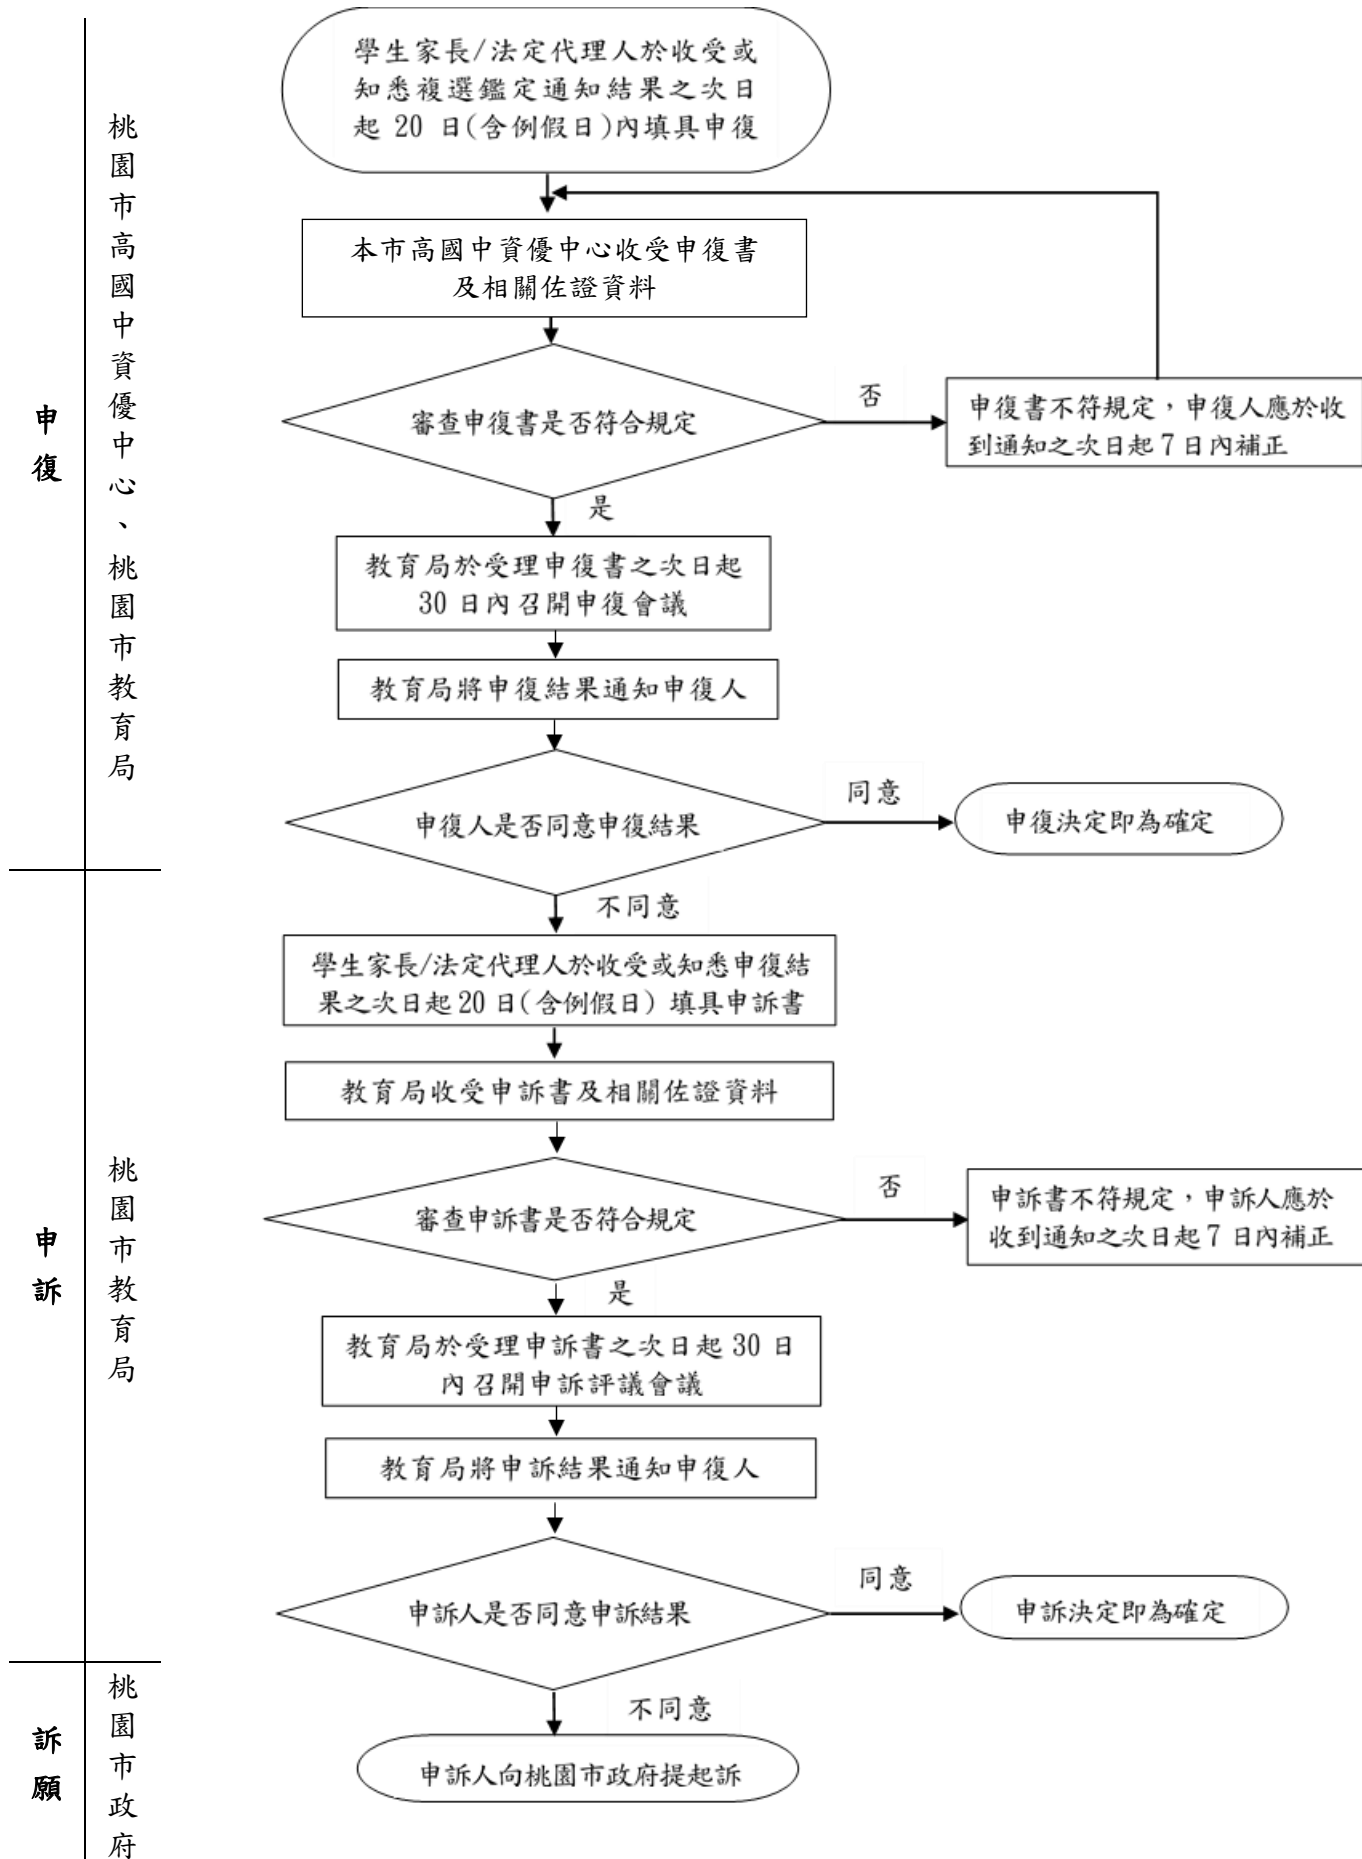 申復
桃園市高國中資優中心、桃園市教育局
學生家長/法定代理人於收受或
知悉複選鑑定通知結果之次日
起 20 日(含例假日)內填具申復
本市高國中資優中心收受申復書
及相關佐證資料
審查申復書是否符合規定
否
申復書不符規定，申復人應於收
到通知之次日起 7 日內補正
是
教育局於受理申復書之次日起
30 日內召開申復會議
教育局將申復結果通知申復人
申復人是否同意申復結果
同意
申復決定即為確定
不同意
申訴
桃園市教育局
學生家長/法定代理人於收受或知悉申復結
果之次日起 20 日(含例假日) 填具申訴書
教育局收受申訴書及相關佐證資料
審查申訴書是否符合規定
否
申訴書不符規定，申訴人應於
收到通知之次日起 7 日內補正
是
教育局於受理申訴書之次日起 30 日
內召開申訴評議會議
教育局將申訴結果通知申復人
申訴人是否同意申訴結果
同意
申訴決定即為確定
不同意
訴願
桃園市政府
申訴人向桃園市政府提起訴